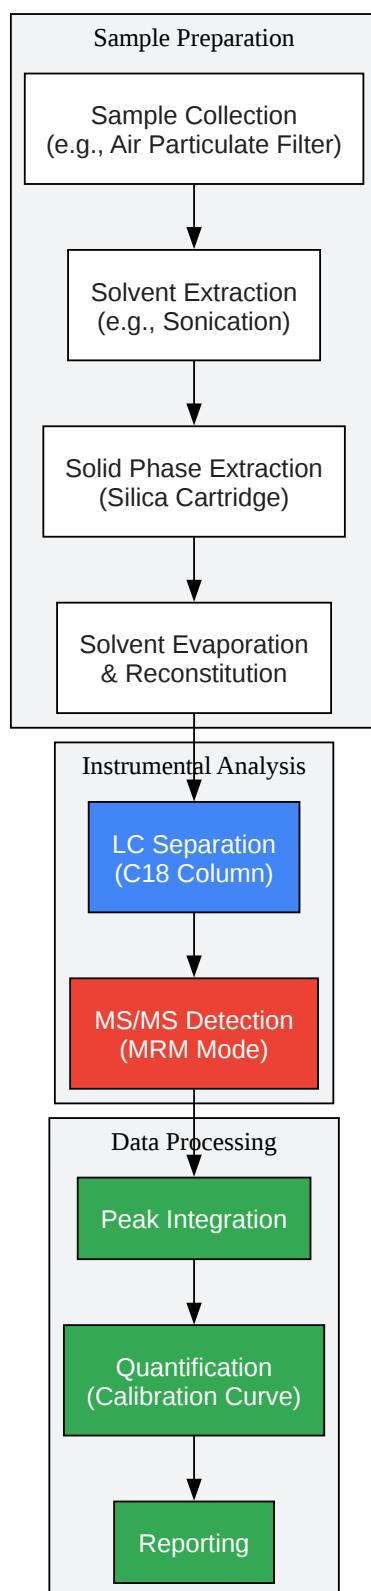 Sample Preparation
Sample Collection
(e.g., Air Particulate Filter)
Solvent Extraction
(e.g., Sonication)
Solid Phase Extraction
(Silica Cartridge)
Solvent Evaporation
& Reconstitution
Instrumental Analysis
LC Separation
(C18 Column)
MS/MS Detection
(MRM Mode)
Data Processing
Peak Integration
Quantification
(Calibration Curve)
Reporting